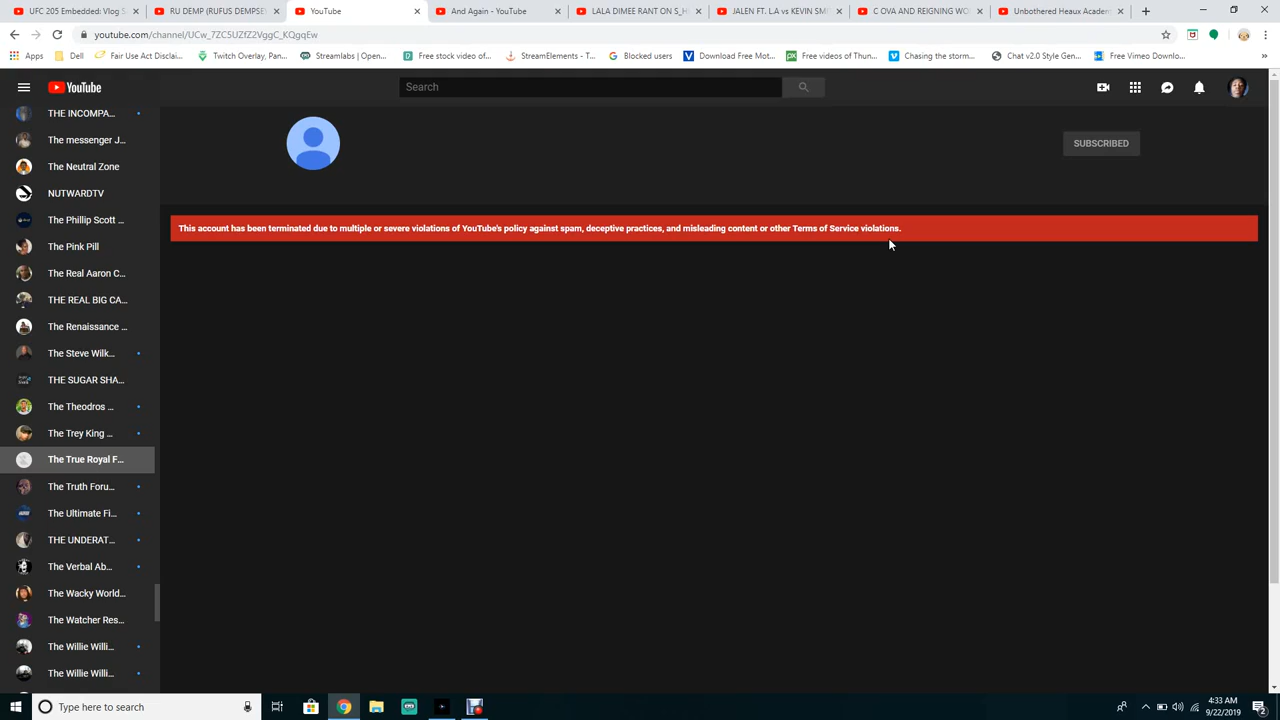 UFC 205 Embedded: Vlog S
RU DEMP (RUFUS DEMPSEY
YouTube
And Again - YouTube
LALA DIMEE RANT ON S_H
JALEN FT. L.A vs KEVIN SMI
C OVA AND REIGNING WO
Unbothered Heaux Academ
youtube.com/channel/UCw_7ZC5UZfZ2VggC_KQgqEw
Apps
Fair Use Act Disclai...
Twitch Overlay, Pan...
Streamlabs | Open...
Free stock video of...
StreamElements - T...
Blocked users
Download Free Mot...
Free videos of Thun...
Chasing the storm...
Chat v2.0 Style Gen...
Free Vimeo Downlo...
YouTube
Search
SUBSCRIBED
This account has been terminated due to multiple or severe violations of YouTube's policy against spam, deceptive practices, and misleading content or other Terms of Service violations.
THE INCOMPA...
The messenger J...
The Neutral Zone
NUTWARDTV
The Phillip Scott ...
The Pink Pill
The Real Aaron C...
THE REAL BIG CA...
The Renaissance ...
The Steve Wilk...
THE SUGAR SHA...
The Theodros ...
The Trey King ...
The True Royal F...
The Truth Foru...
The Ultimate Fi...
THE UNDERAT...
The Verbal Ab...
The Wacky World...
The Watcher Res...
The Willie Willi...
The Willie Willi...
Type here to search
4:33 AM
9/22/2019
2